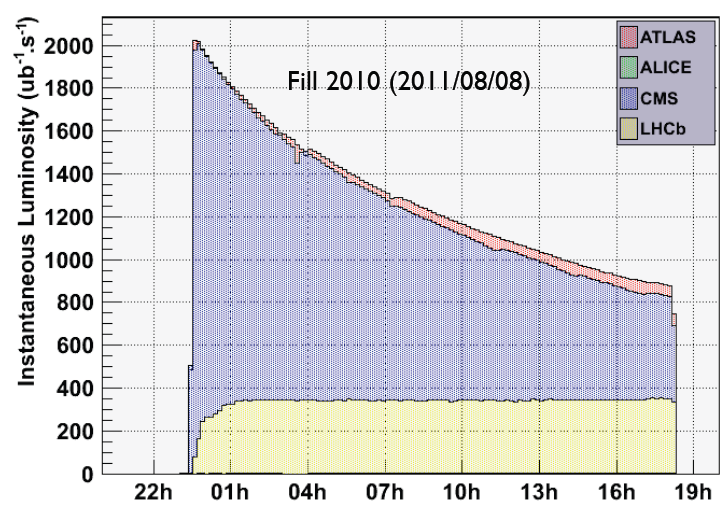 Fill 2010 (2011/08/08)
ATLAS
ALICE
CMS
LHCb
Instantaneous Luminosity (ub⁻¹.s⁻¹)
2000
1800
1600
1400
1200
1000
800
600
400
200
0
22h 01h 04h 07h 10h 13h 16h 19h